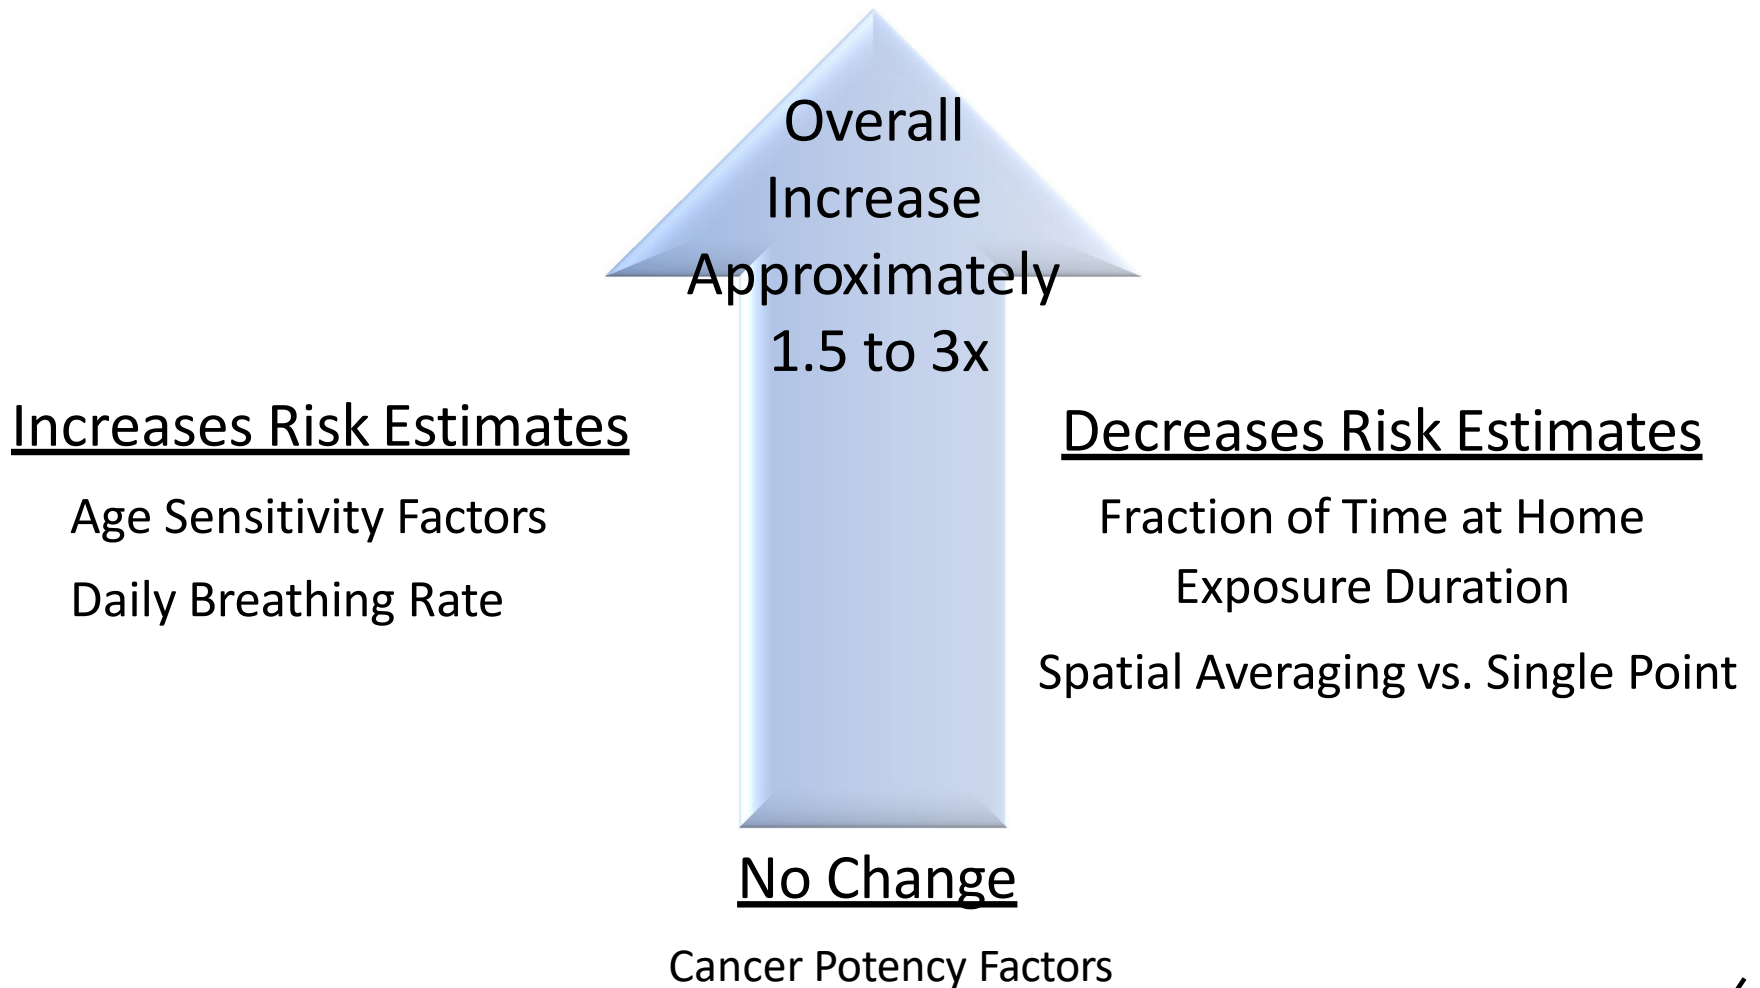 Overall
Increase
Approximately
1.5 to 3x
Increases Risk Estimates
Age Sensitivity Factors
Daily Breathing Rate
Decreases Risk Estimates
Fraction of Time at Home
Exposure Duration
Spatial Averaging vs. Single Point
No Change
Cancer Potency Factors